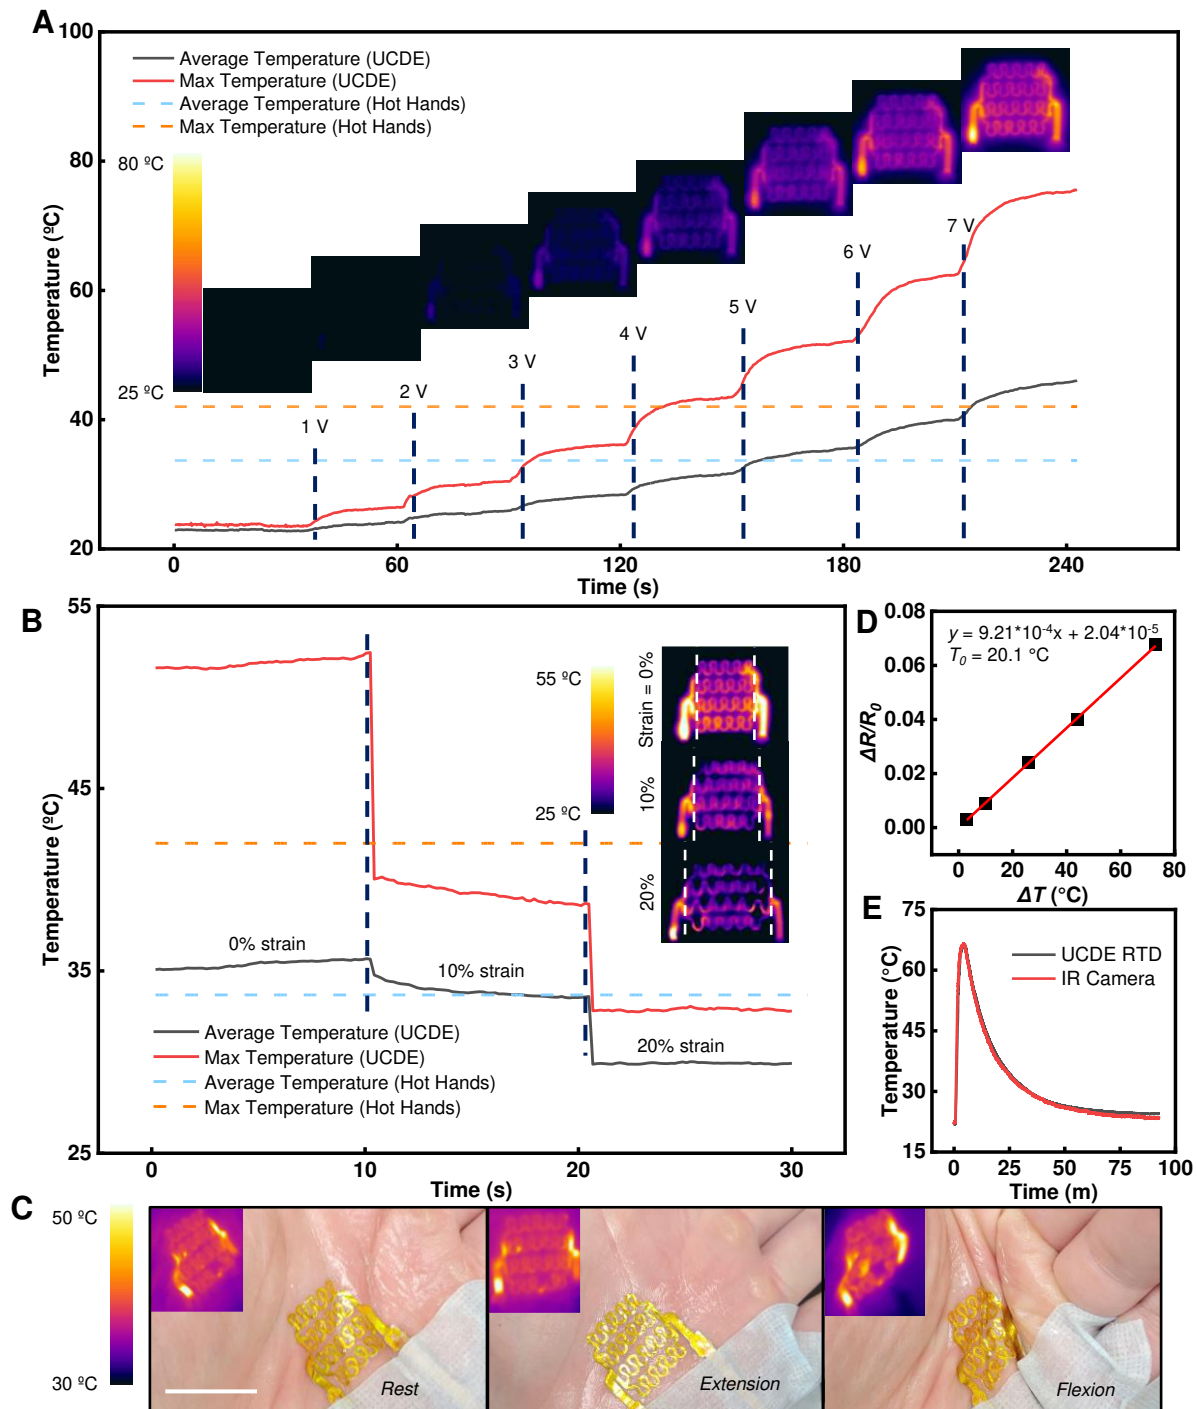 A
100
80
60
40
20
Temperature (ºC)
Average Temperature (UCDE)
Max Temperature (UCDE)
Average Temperature (Hot Hands)
Max Temperature (Hot Hands)
80 ºC
25 ºC
1 V
2 V
3 V
4 V
5 V
6 V
7 V
0
60
120
180
240
Time (s)
B
55
45
35
25
Temperature (ºC)
55 ºC
25 ºC
Strain = 0%
10%
20%
0% strain
10% strain
20% strain
Average Temperature (UCDE)
Max Temperature (UCDE)
Average Temperature (Hot Hands)
Max Temperature (Hot Hands)
0
10
20
30
Time (s)
D
0.08
0.06
0.04
0.02
0.00
ΔR/R0
y = 9.21*10-4x + 2.04*10-5
T0 = 20.1 °C
0
20
40
60
80
ΔT (°C)
E
75
60
45
30
15
Temperature (°C)
UCDE RTD
IR Camera
0
25
50
75
100
Time (m)
C
50 ºC
30 ºC
Rest
Extension
Flexion